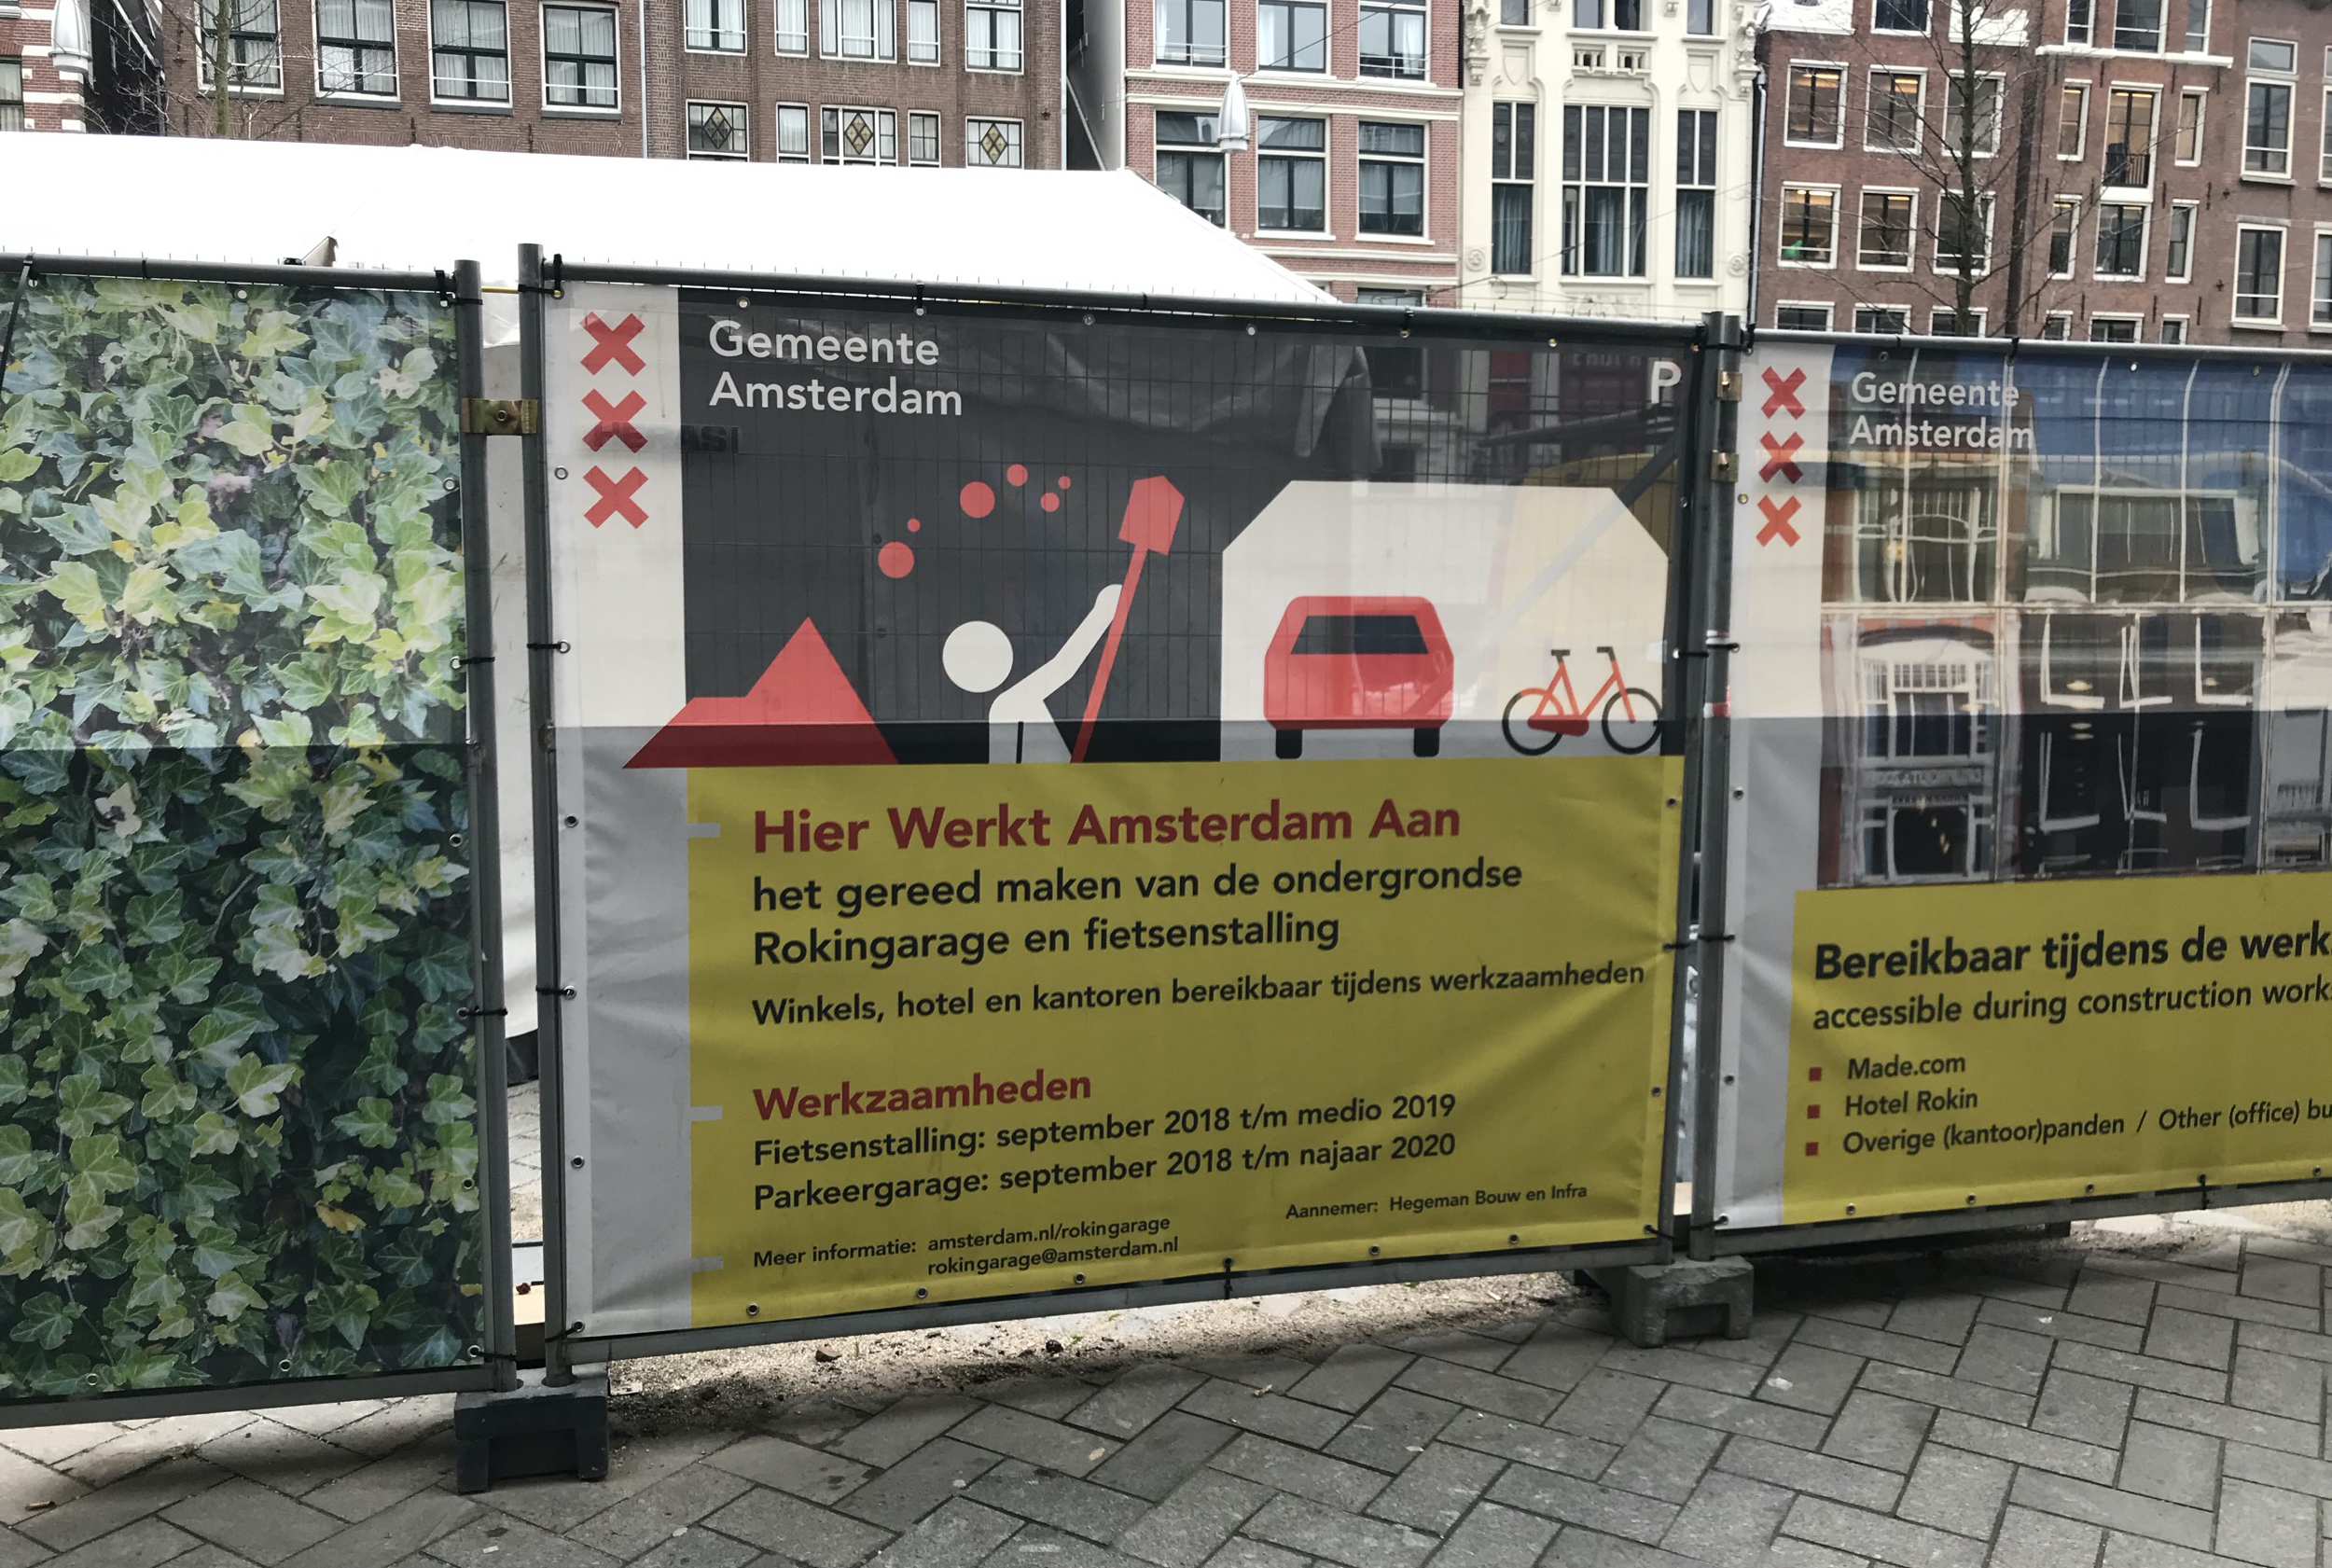 Gemeente
Amsterdam
P
Hier Werkt Amsterdam Aan
het gereed maken van de ondergrondse
Rokingarage en fietsenstalling
Winkels, hotel en kantoren bereikbaar tijdens werkzaamheden
Werkzaamheden
Fietsenstalling: september 2018 t/m medio 2019
Parkeergarage: september 2018 t/m najaar 2020
Aannemer: Hegeman Bouw en Infra
Meer informatie: amsterdam.nl/rokingarage
rokingarage@amsterdam.nl
Gemeente
Amsterdam
Bereikbaar tijdens de werk
accessible during construction work
Made.com
Hotel Rokin
Overige (kantoor)panden / Other (office) bu